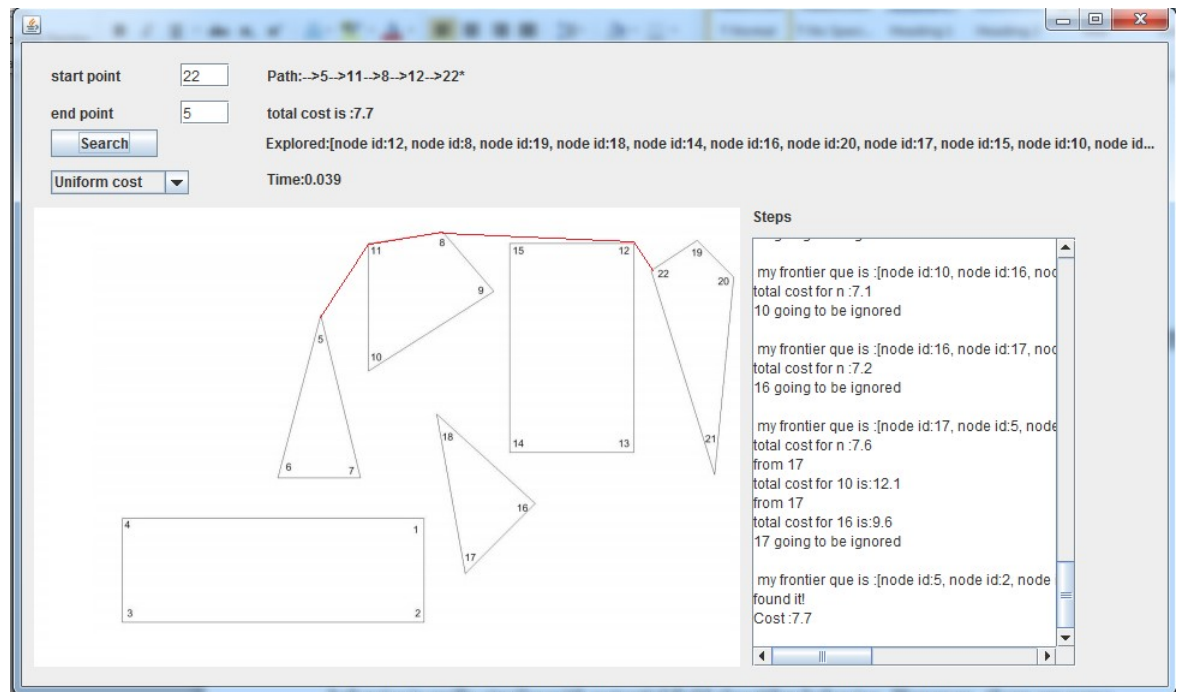 start point 22 Path:-->5-->11-->8-->12-->22*
end point 5 total cost is :7.7
Search Explored:[node id:12, node id:8, node id:19, node id:18, node id:14, node id:16, node id:20, node id:17, node id:15, node id:10, node id...
Uniform cost Time:0.039
Steps
my frontier que is :[node id:10, node id:16, noc
total cost for n :7.1
10 going to be ignored
my frontier que is :[node id:16, node id:17, noc
total cost for n :7.2
16 going to be ignored
my frontier que is :[node id:17, node id:5, node
total cost for n :7.6
from 17
total cost for 10 is:12.1
from 17
total cost for 16 is:9.6
17 going to be ignored
my frontier que is :[node id:5, node id:2, node
found it!
Cost :7.7
8
11
15
12
19
22
20
9
5
10
18
14
13
21
6
7
16
4
1
17
3
2